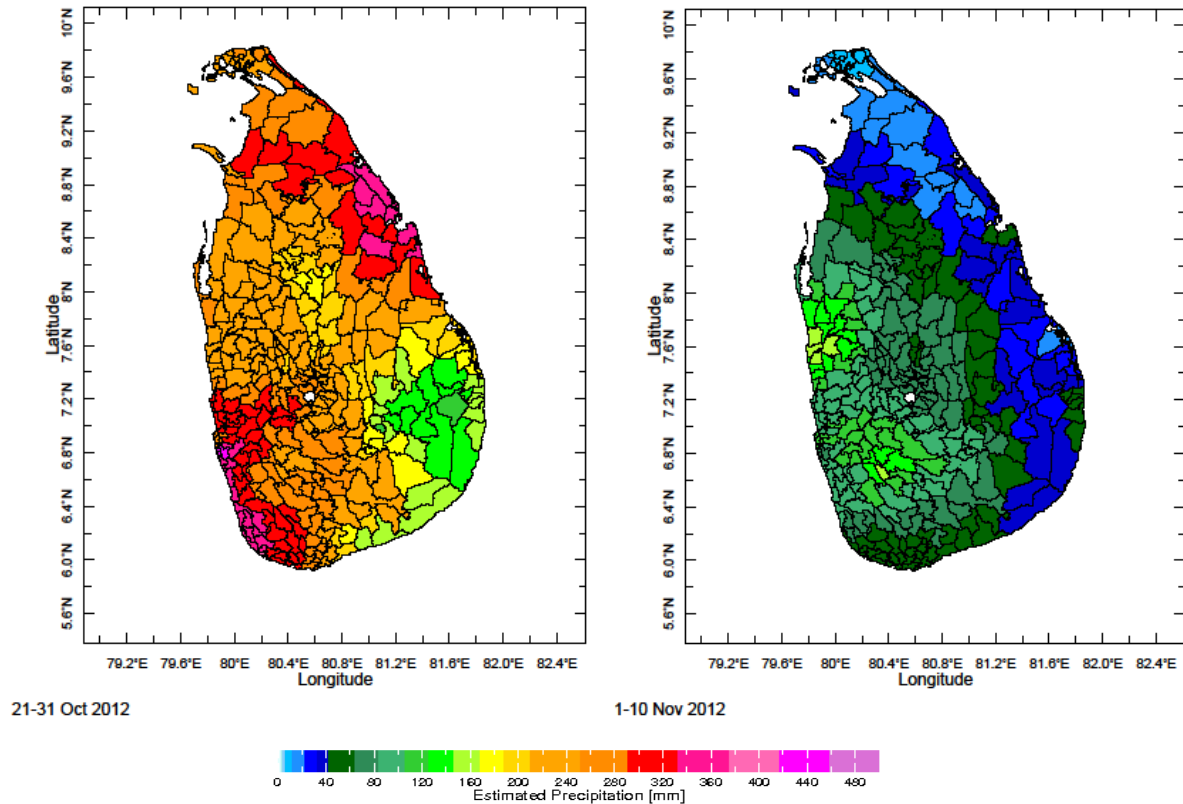 10°N
9.6°N
9.2°N
8.8°N
8.4°N
8°N
7.6°N
7.2°N
6.8°N
6.4°N
6.0°N
5.6°N
Latitude
79.2°E 79.6°E 80°E 80.4°E 80.8°E 81.2°E 81.6°E 82.0°E 82.4°E
Longitude
21-31 Oct 2012
10°N
9.6°N
9.2°N
8.8°N
8.4°N
8°N
7.6°N
7.2°N
6.8°N
6.4°N
6.0°N
5.6°N
Latitude
79.2°E 79.6°E 80°E 80.4°E 80.8°E 81.2°E 81.6°E 82.0°E 82.4°E
Longitude
1-10 Nov 2012
0 40 80 120 160 200 240 280 320 360 400 440 480
Estimated Precipitation [mm]